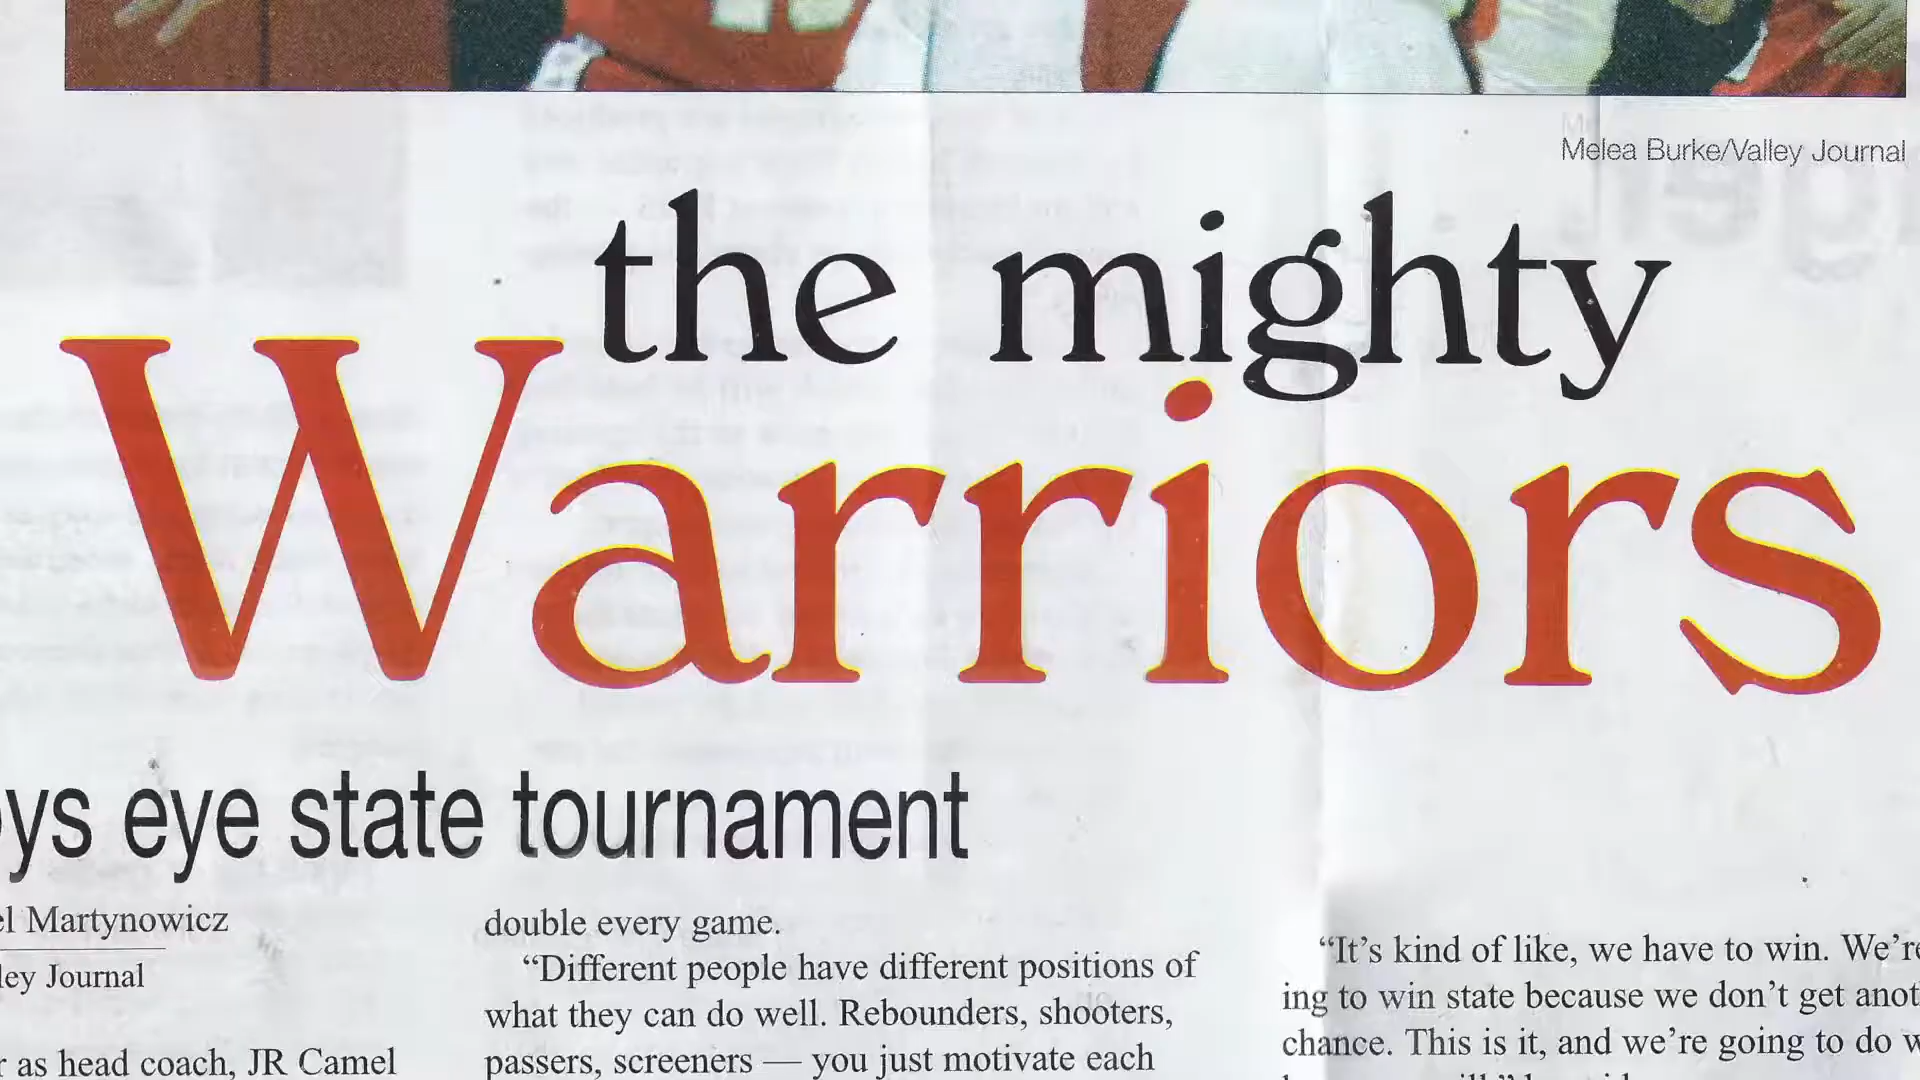 Melea Burke/Valley Journal
the mighty
Warriors
ys eye state tournament
el Martynowicz
ley Journal
r as head coach, JR Camel
double every game.
“Different people have different positions of
what they can do well. Rebounders, shooters,
passers, screeners — you just motivate each
“It’s kind of like, we have to win. We’re
ing to win state because we don’t get anot
chance. This is it, and we’re going to do w